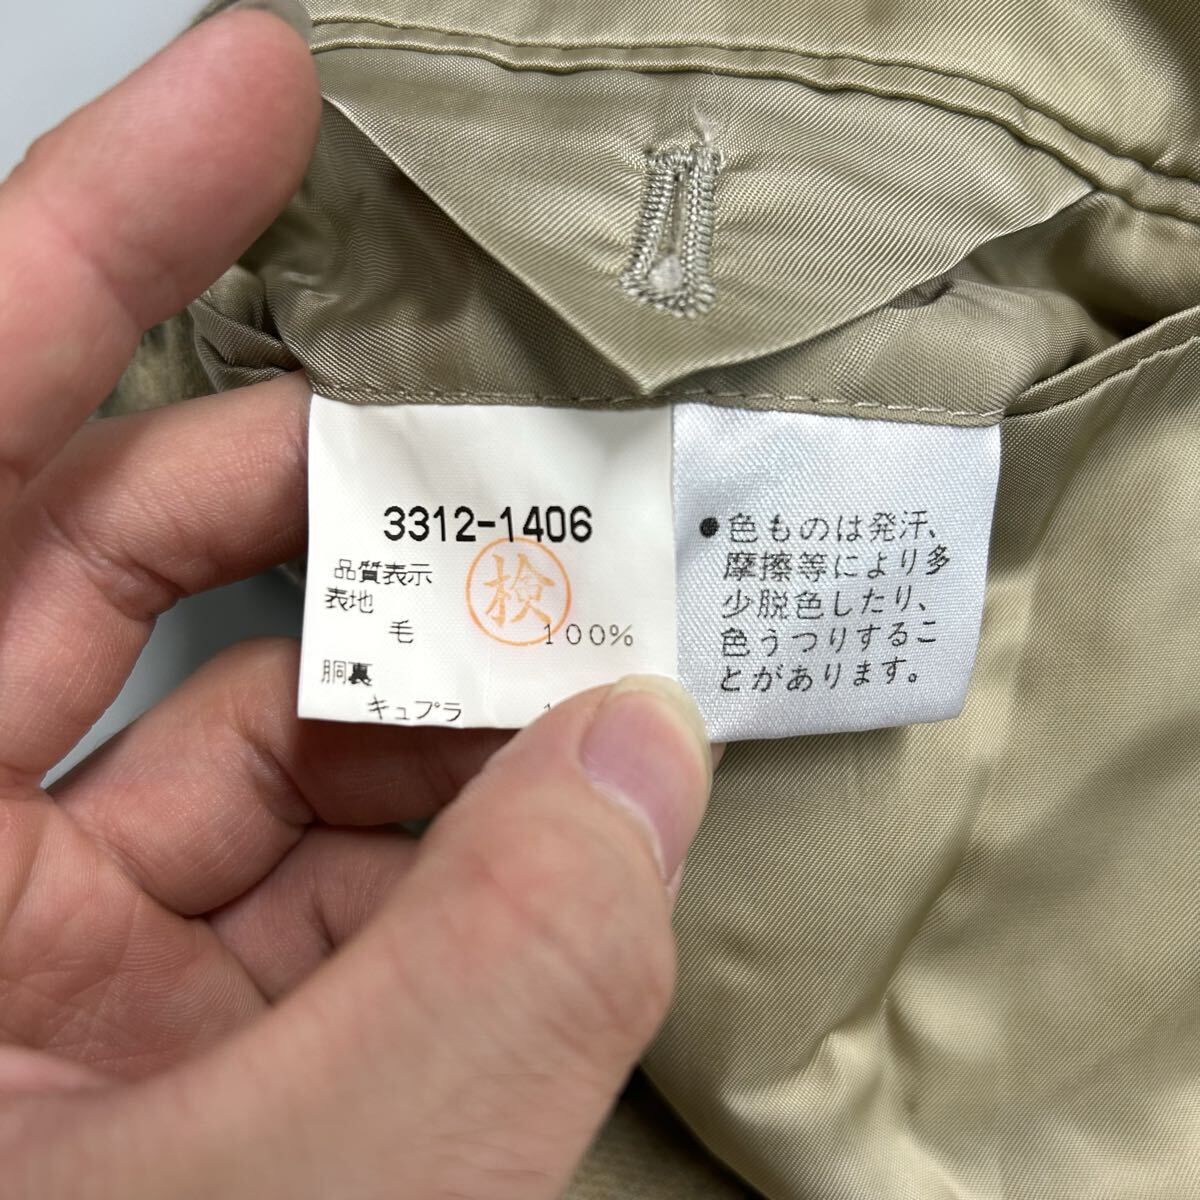 3312-1406
品質表示
検
表地
毛 100%
胴裏
キュプラ
●色ものは発汗、
摩擦等により多
少脱色したり、
色うつりするこ
とがあります。